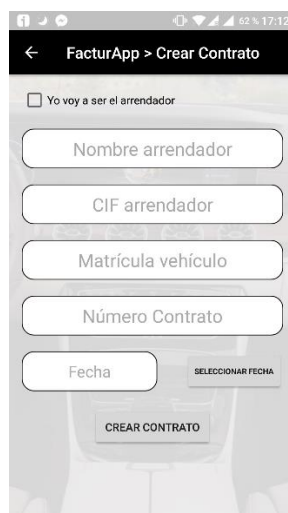 62 % 17:12
FacturApp > Crear Contrato
Yo voy a ser el arrendador
Nombre arrendador
CIF arrendador
Matrícula vehículo
Número Contrato
Fecha
SELECCIONAR FECHA
CREAR CONTRATO